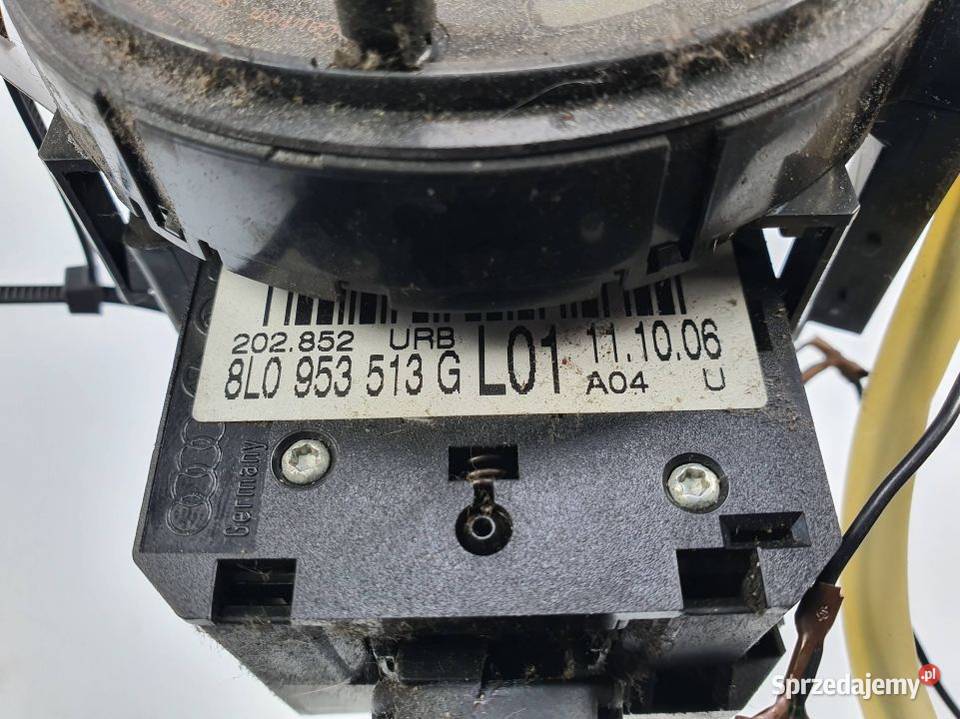 202.852 URB L01 11.10.06
8L0 953 513 G A04 U
Germany
Sprzedajemy.pl